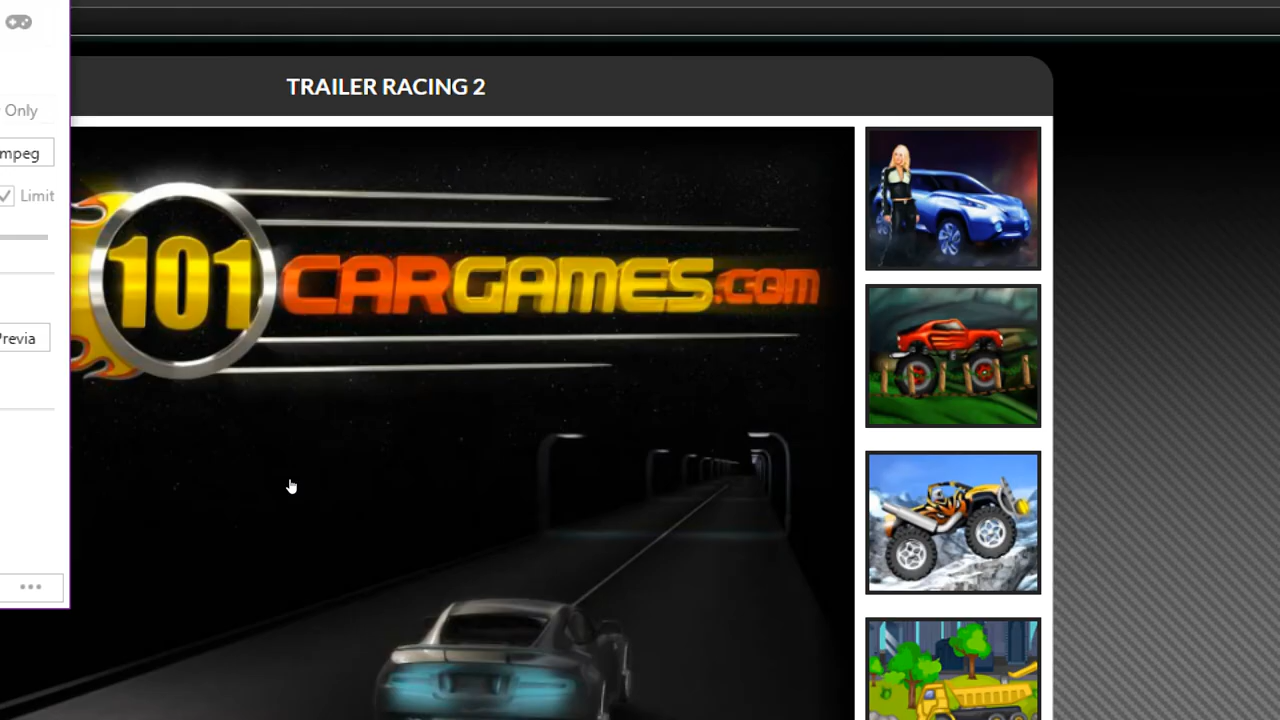 TRAILER RACING 2
Only
mpeg
Limit
Previa
101 CARGAMES.com